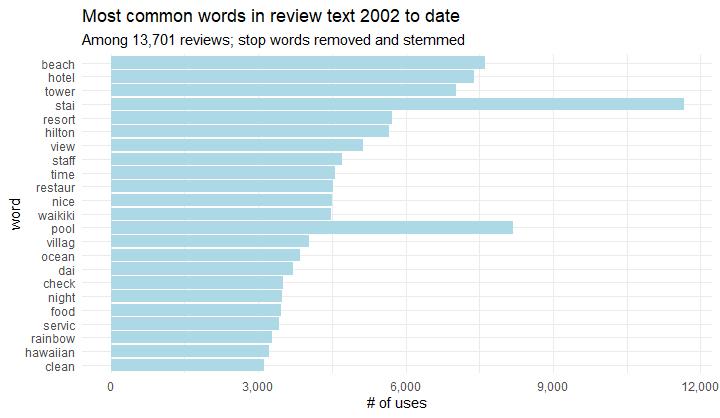 Most common words in review text 2002 to date
Among 13,701 reviews; stop words removed and stemmed
word
beach
hotel
tower
stai
resort
hilton
view
staff
time
restaur
nice
waikiki
pool
villag
ocean
dai
check
night
food
servic
rainbow
hawaiian
clean
0 3,000 6,000 9,000 12,000
# of uses